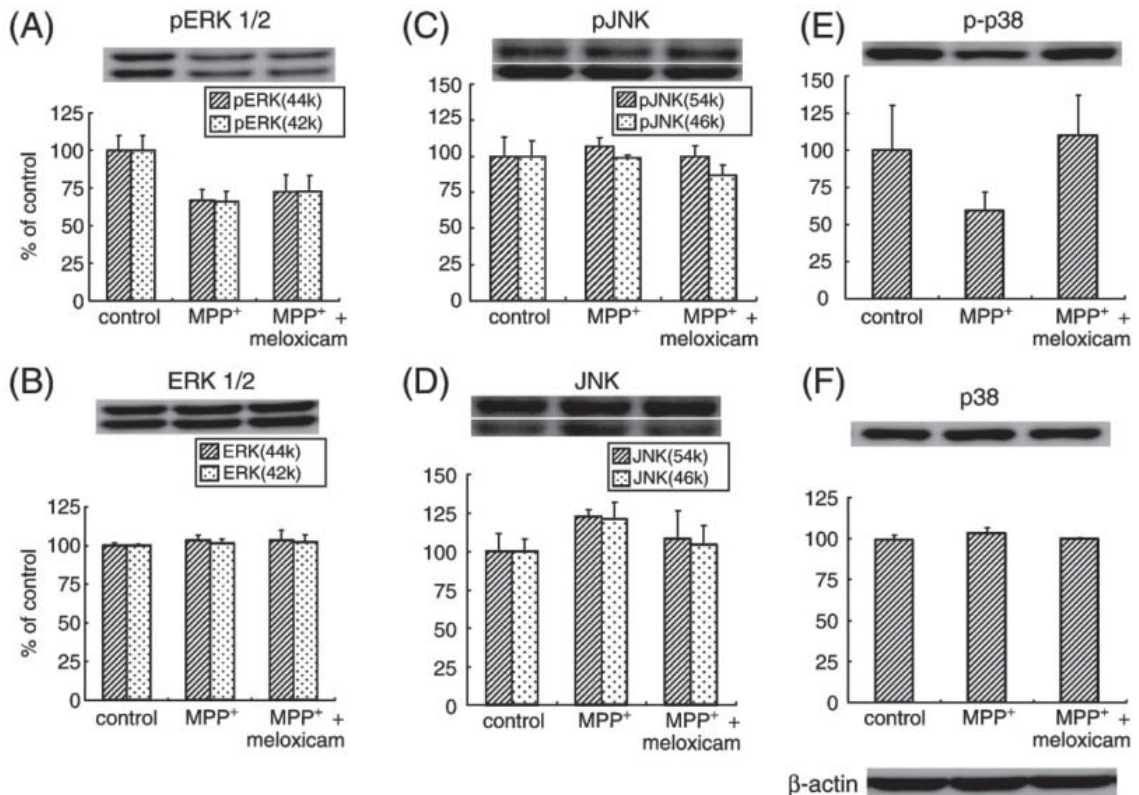 (A)
pERK 1/2
pERK(44k)
pERK(42k)
125
100
75
50
25
0
% of control
control
MPP⁺
MPP⁺ +
meloxicam
(B)
ERK 1/2
ERK(44k)
ERK(42k)
125
100
75
50
25
0
% of control
control
MPP⁺
MPP⁺ +
meloxicam
(C)
pJNK
pJNK(54k)
pJNK(46k)
150
125
100
75
50
25
0
control
MPP⁺
MPP⁺ +
meloxicam
(D)
JNK
JNK(54k)
JNK(46k)
150
125
100
75
50
25
0
control
MPP⁺
MPP⁺ +
meloxicam
(E)
p-p38
150
125
100
75
50
25
0
control
MPP⁺
MPP⁺ +
meloxicam
(F)
p38
125
100
75
50
25
0
control
MPP⁺
MPP⁺ +
meloxicam
β-actin